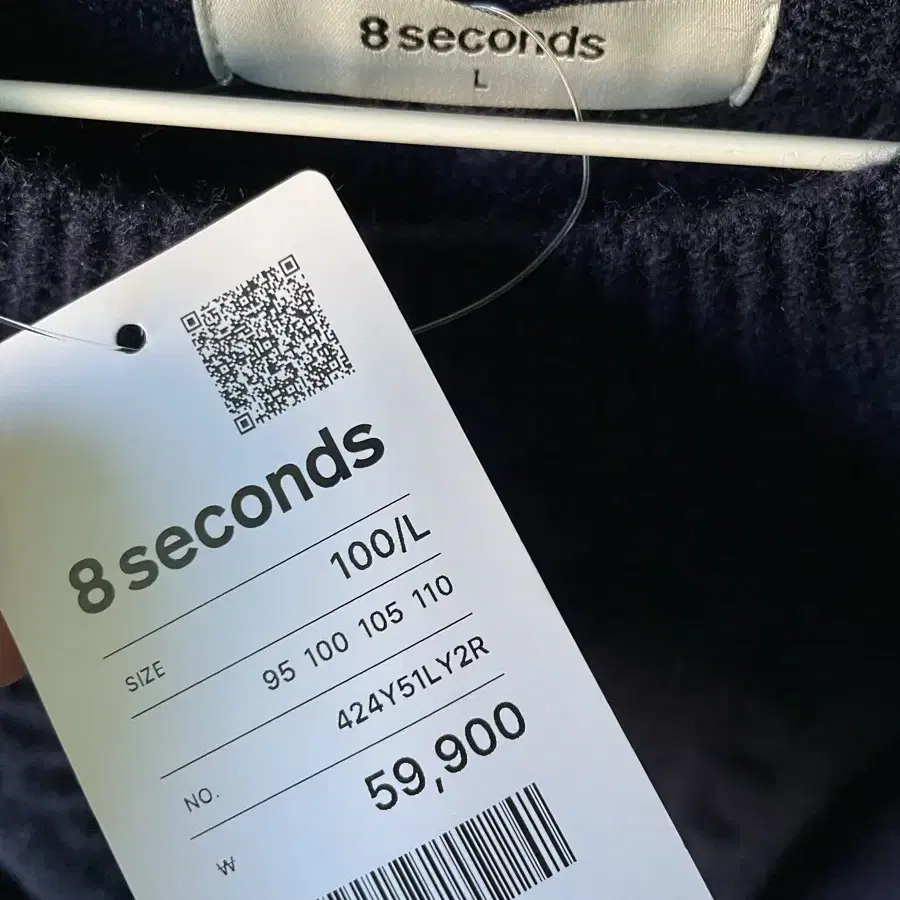 8 seconds
L
8 seconds
SIZE 100/L
95 100 105 110
NO. 424Y51LY2R
₩ 59,900